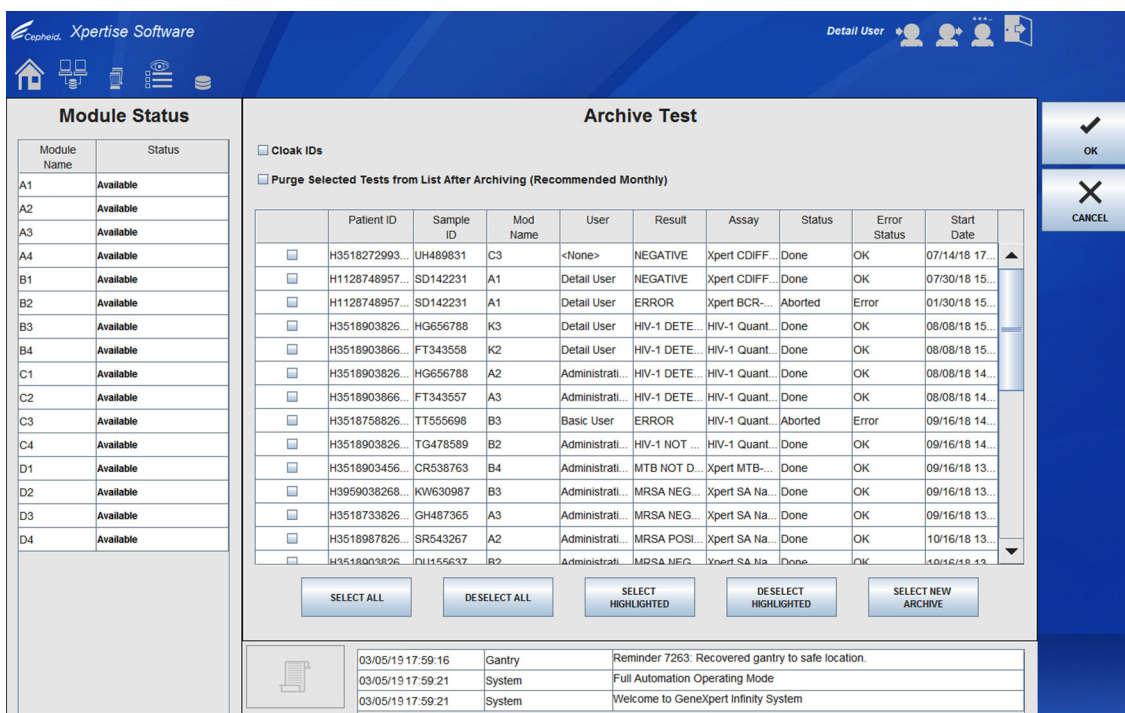 Cepheid. Xpertise Software
Detail User
Module Status
Module Name Status
A1 Available
A2 Available
A3 Available
A4 Available
B1 Available
B2 Available
B3 Available
B4 Available
C1 Available
C2 Available
C3 Available
C4 Available
D1 Available
D2 Available
D3 Available
D4 Available
Archive Test
Cloak IDs
Purge Selected Tests from List After Archiving (Recommended Monthly)
Patient ID Sample ID Mod Name User Result Assay Status Error Status Start Date
H3518272993... UH489831 C3 <None> NEGATIVE Xpert CDIFF... Done OK 07/14/18 17...
H1128748957... SD142231 A1 Detail User NEGATIVE Xpert CDIFF... Done OK 07/30/18 15...
H1128748957... SD142231 A1 Detail User ERROR Xpert BCR-... Aborted Error 01/30/18 15...
H3518903826... HG656788 K3 Detail User HIV-1 DETE... HIV-1 Quant... Done OK 08/08/18 15...
H3518903866... FT343558 K2 Detail User HIV-1 DETE... HIV-1 Quant... Done OK 08/08/18 15...
H3518903826... HG656788 A2 Administrati... HIV-1 DETE... HIV-1 Quant... Done OK 08/08/18 14...
H3518903866... FT343557 A3 Administrati... HIV-1 DETE... HIV-1 Quant... Done OK 08/08/18 14...
H3518758826... TT555698 B3 Basic User ERROR HIV-1 Quant... Aborted Error 09/16/18 14...
H3518903826... TG478589 B2 Administrati... HIV-1 NOT ... HIV-1 Quant... Done OK 09/16/18 14...
H3518903456... CR538763 B4 Administrati... MTB NOT D... Xpert MTB-... Done OK 09/16/18 13...
H3959038268... KW630987 B3 Administrati... MRSA NEG... Xpert SA Na... Done OK 09/16/18 13...
H3518733826... GH487365 A3 Administrati... MRSA NEG... Xpert SA Na... Done OK 09/16/18 13...
H3518987826... SR543267 A2 Administrati... MRSA POSI... Xpert SA Na... Done OK 10/16/18 13...
H3518903826... DU155637 B2 Administrati... MRSA NEG... Xpert SA Na... Done OK 10/16/18 13...
SELECT ALL
DESELECT ALL
SELECT HIGHLIGHTED
DESELECT HIGHLIGHTED
SELECT NEW ARCHIVE
OK
CANCEL
03/05/19 17:59:16 Gantry Reminder 7263: Recovered gantry to safe location.
03/05/19 17:59:21 System Full Automation Operating Mode
03/05/19 17:59:21 System Welcome to GeneXpert Infinity System